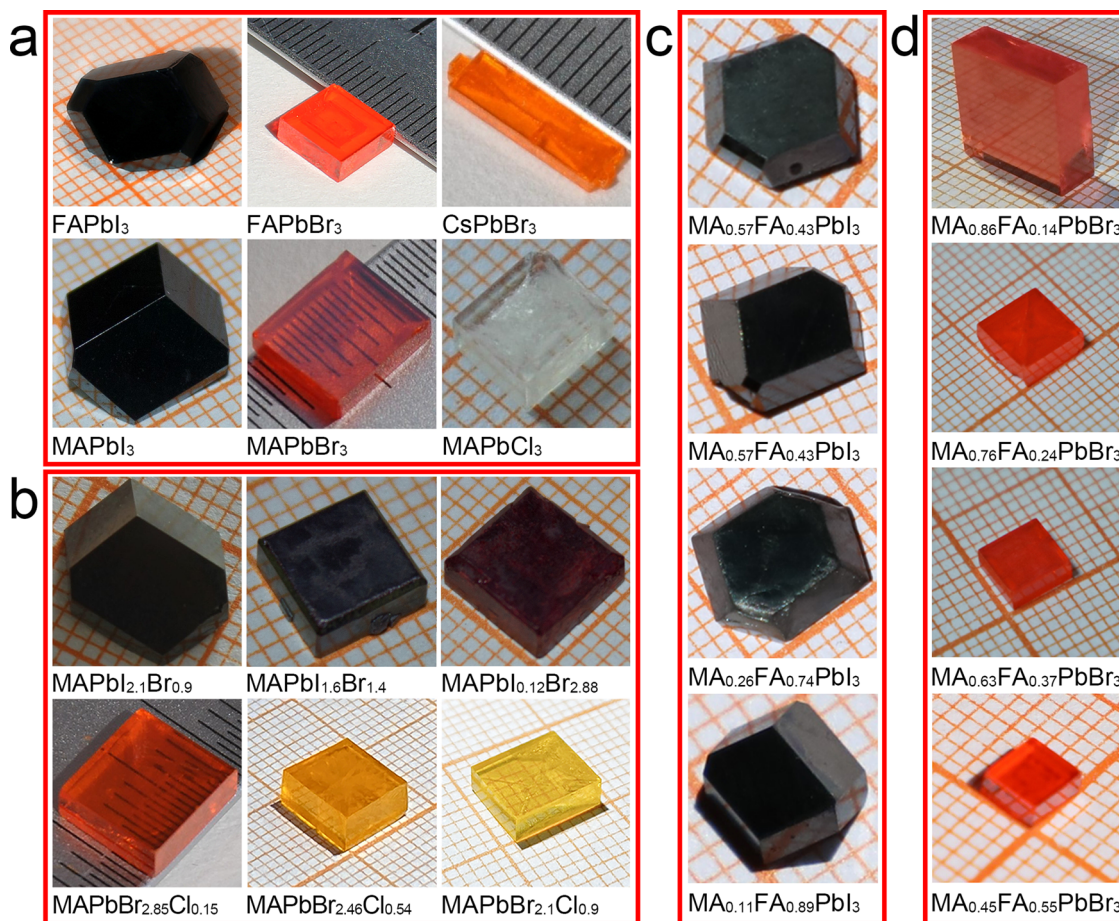 a
FAPbI₃ FAPbBr₃ CsPbBr₃
MAPbI₃ MAPbBr₃ MAPbCl₃
b
MAPbI₂.₁Br₀.₉ MAPbI₁.₆Br₁.₄ MAPbI₀.₁₂Br₂.₈₈
MAPbBr₂.₈₅Cl₀.₁₅ MAPbBr₂.₄₆Cl₀.₅₄ MAPbBr₂.₁Cl₀.₉
c
MA₀.₅₇FA₀.₄₃PbI₃
MA₀.₅₇FA₀.₄₃PbI₃
MA₀.₂₆FA₀.₇₄PbI₃
MA₀.₁₁FA₀.₈₉PbI₃
d
MA₀.₈₆FA₀.₁₄PbBr₃
MA₀.₇₆FA₀.₂₄PbBr₃
MA₀.₆₃FA₀.₃₇PbBr₃
MA₀.₄₅FA₀.₅₅PbBr₃